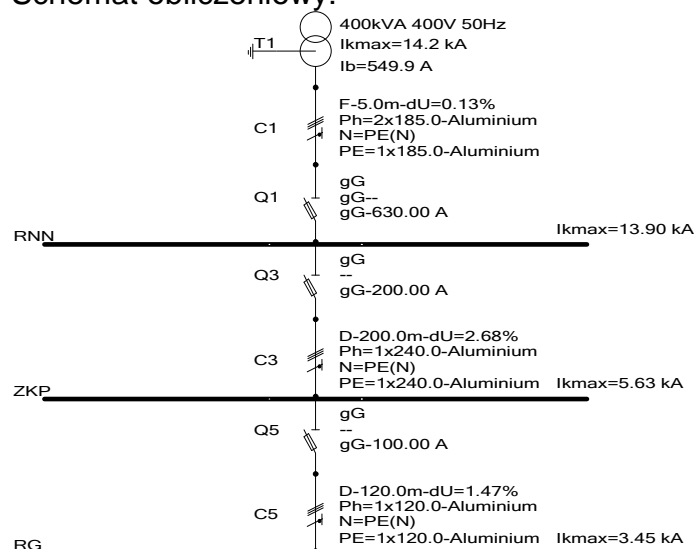 Schemat obliczeniowy:
400kVA 400V 50Hz
T1
Ikmax=14.2 kA
Ib=549.9 A
F-5.0m-dU=0.13%
C1
Ph=2x185.0-Aluminium
N=PE(N)
PE=1x185.0-Aluminium
gG
Q1
gG--
gG-630.00 A
RNN
Ikmax=13.90 kA
gG
Q3
--
gG-200.00 A
D-200.0m-dU=2.68%
C3
Ph=1x240.0-Aluminium
N=PE(N)
ZKP
PE=1x240.0-Aluminium Ikmax=5.63 kA
gG
Q5
--
gG-100.00 A
D-120.0m-dU=1.47%
C5
Ph=1x120.0-Aluminium
N=PE(N)
RG
PE=1x120.0-Aluminium Ikmax=3.45 kA